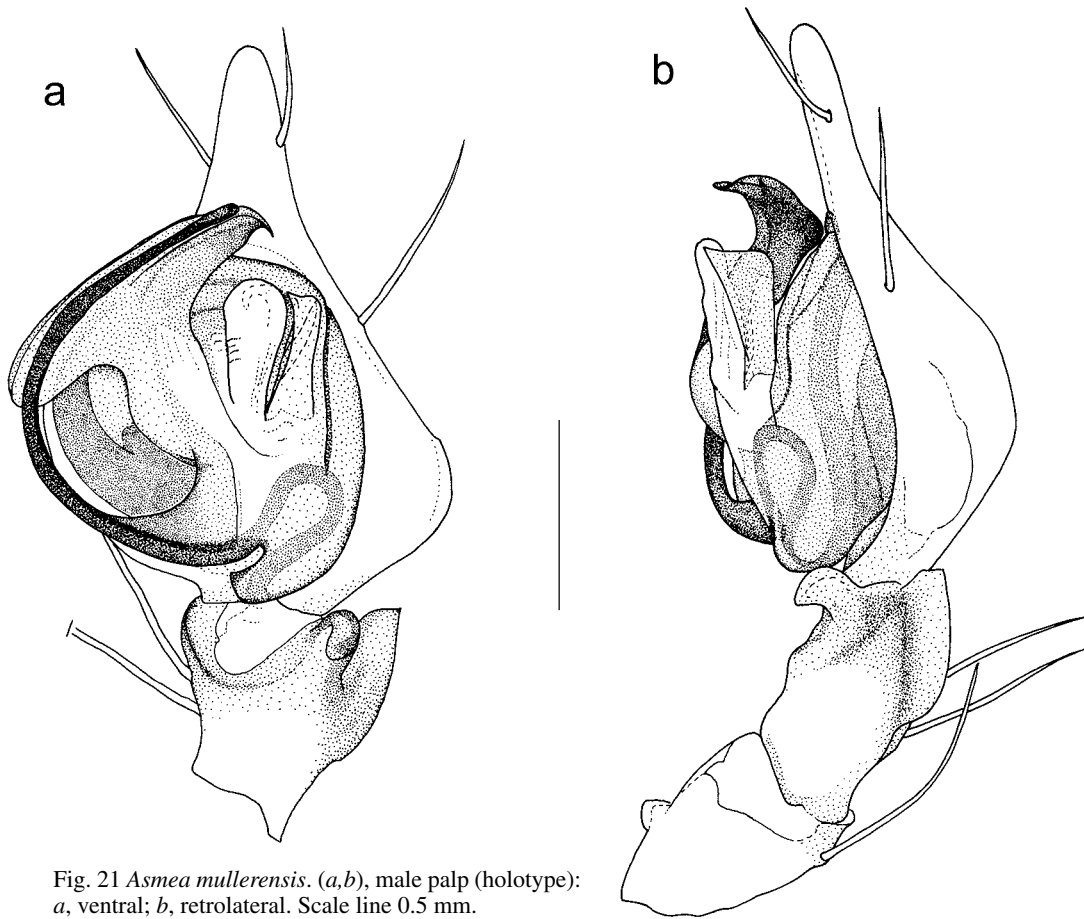 a
b
Fig. 21 Asmea mullerensis. (a,b), male palp (holotype):
a, ventral; b, retrolateral. Scale line 0.5 mm.